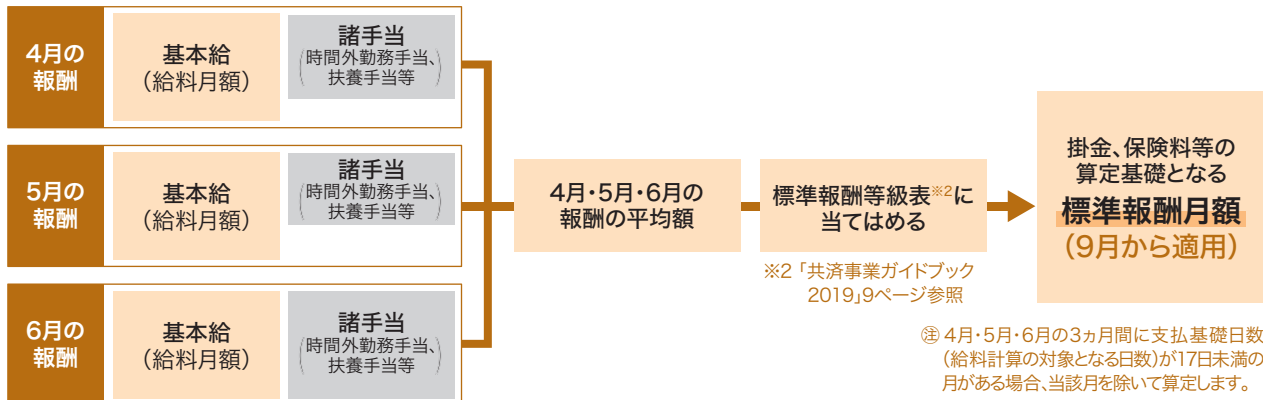 4月の
報酬
基本給
(給料月額)
諸手当
(時間外勤務手当、
扶養手当等)
5月の
報酬
基本給
(給料月額)
諸手当
(時間外勤務手当、
扶養手当等)
6月の
報酬
基本給
(給料月額)
諸手当
(時間外勤務手当、
扶養手当等)
4月・5月・6月の
報酬の平均額
標準報酬等級表※2に
当てはめる
※2「共済事業ガイドブック
2019」9ページ参照
掛金、保険料等の
算定基礎となる
標準報酬月額
(9月から適用)
㊟ 4月・5月・6月の3ヵ月間に支払基礎日数
(給料計算の対象となる日数)が17日未満の
月がある場合、当該月を除いて算定します。